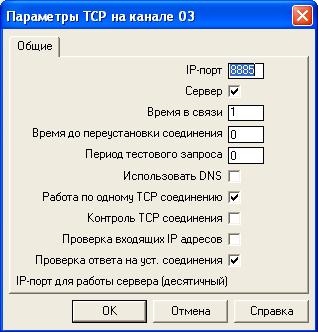 Параметры TCP на канале 03
Общие
IP-порт 8885
Сервер
Время в связи 1
Время до переустановки соединения 0
Период тестового запроса 0
Использовать DNS
Работа по одному TCP соединению
Контроль TCP соединения
Проверка входящих IP адресов
Проверка ответа на уст. соединения
IP-порт для работы сервера (десятичный)
OK Отмена Справка